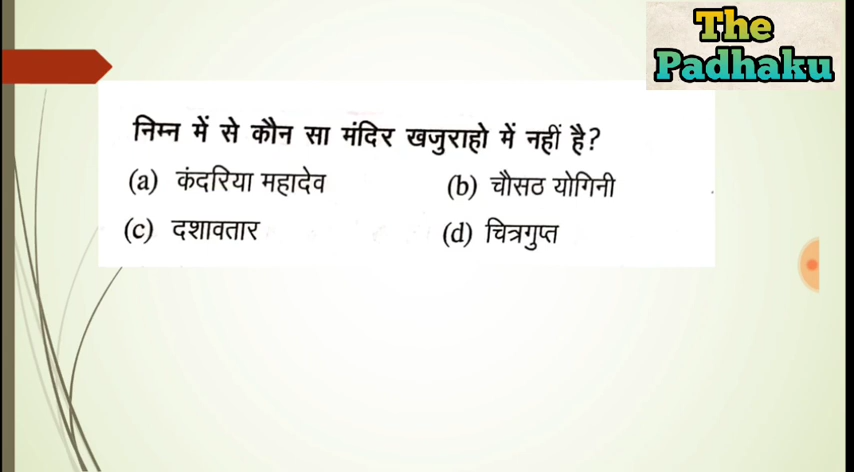 The
Padhaku
निम्न में से कौन सा मंदिर खजुराहो में नहीं है?
(a) कंदरिया महादेव (b) चौसठ योगिनी
(c) दशावतार (d) चित्रगुप्त